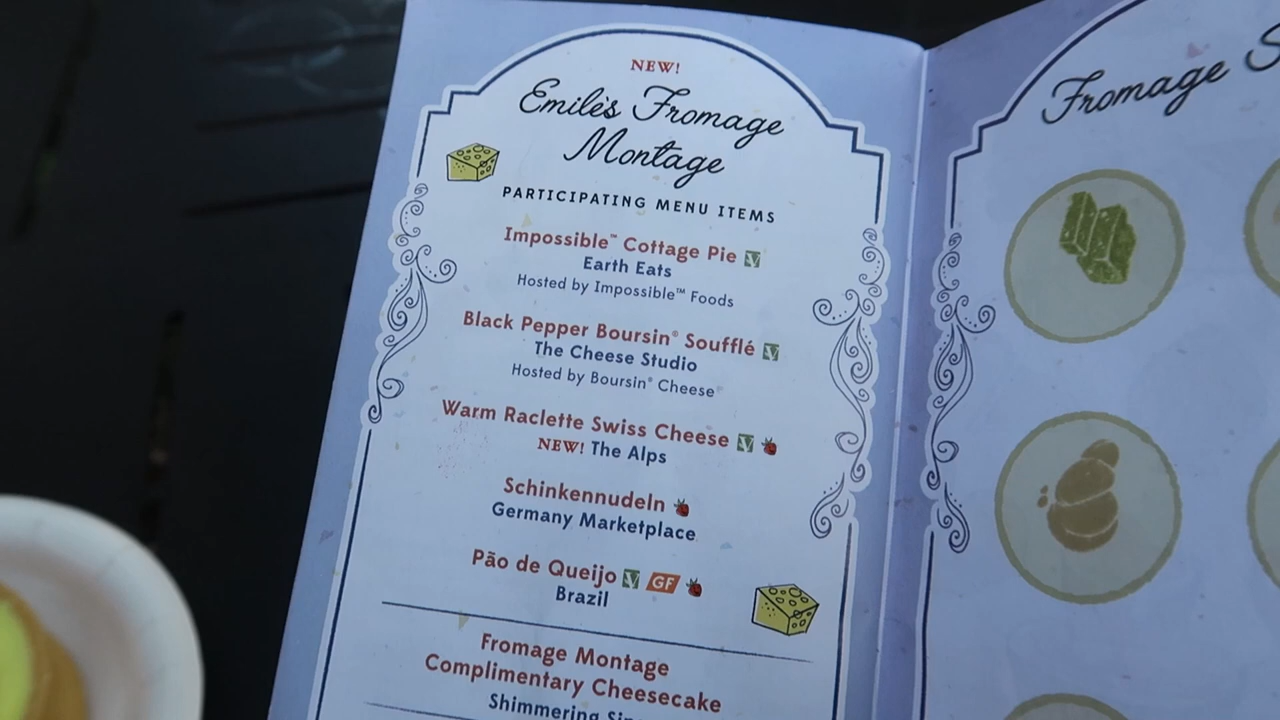 NEW!
Emile's Fromage
Montage
PARTICIPATING MENU ITEMS
Impossible™ Cottage Pie V
Earth Eats
Hosted by Impossible™ Foods
Black Pepper Boursin® Soufflé V
The Cheese Studio
Hosted by Boursin® Cheese
Warm Raclette Swiss Cheese V
NEW! The Alps
Schinkennudeln
Germany Marketplace
Pão de Queijo V GF
Brazil
Fromage Montage
Complimentary Cheesecake
Shimmering
Fromage